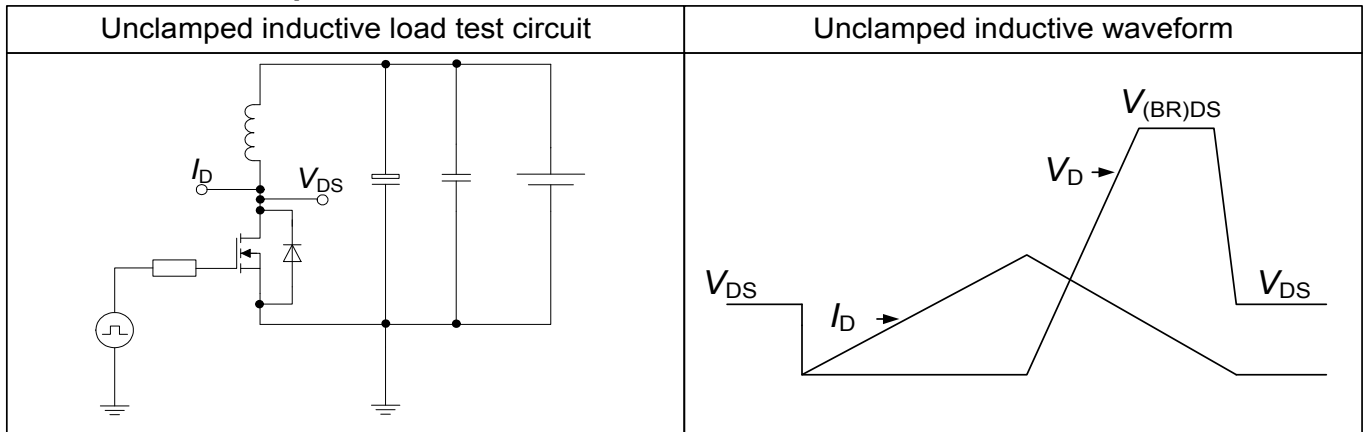 Unclamped inductive load test circuit
Unclamped inductive waveform
I_D
V_DS
V_(BR)DS
V_D
V_DS
I_D
V_DS